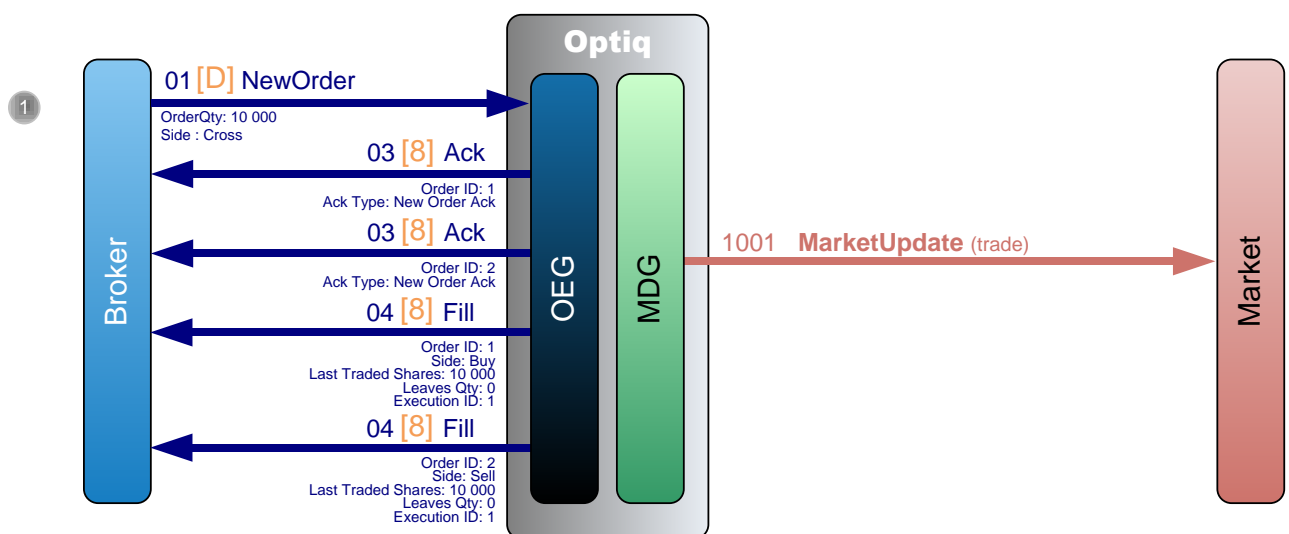 Optiq
1
01 [D] NewOrder
OrderQty: 10 000
Side : Cross
03 [8] Ack
Order ID: 1
Ack Type: New Order Ack
03 [8] Ack
Order ID: 2
Ack Type: New Order Ack
04 [8] Fill
Order ID: 1
Side: Buy
Last Traded Shares: 10 000
Leaves Qty: 0
Execution ID: 1
04 [8] Fill
Order ID: 2
Side: Sell
Last Traded Shares: 10 000
Leaves Qty: 0
Execution ID: 1
Broker
OEG
MDG
1001 MarketUpdate (trade)
Market